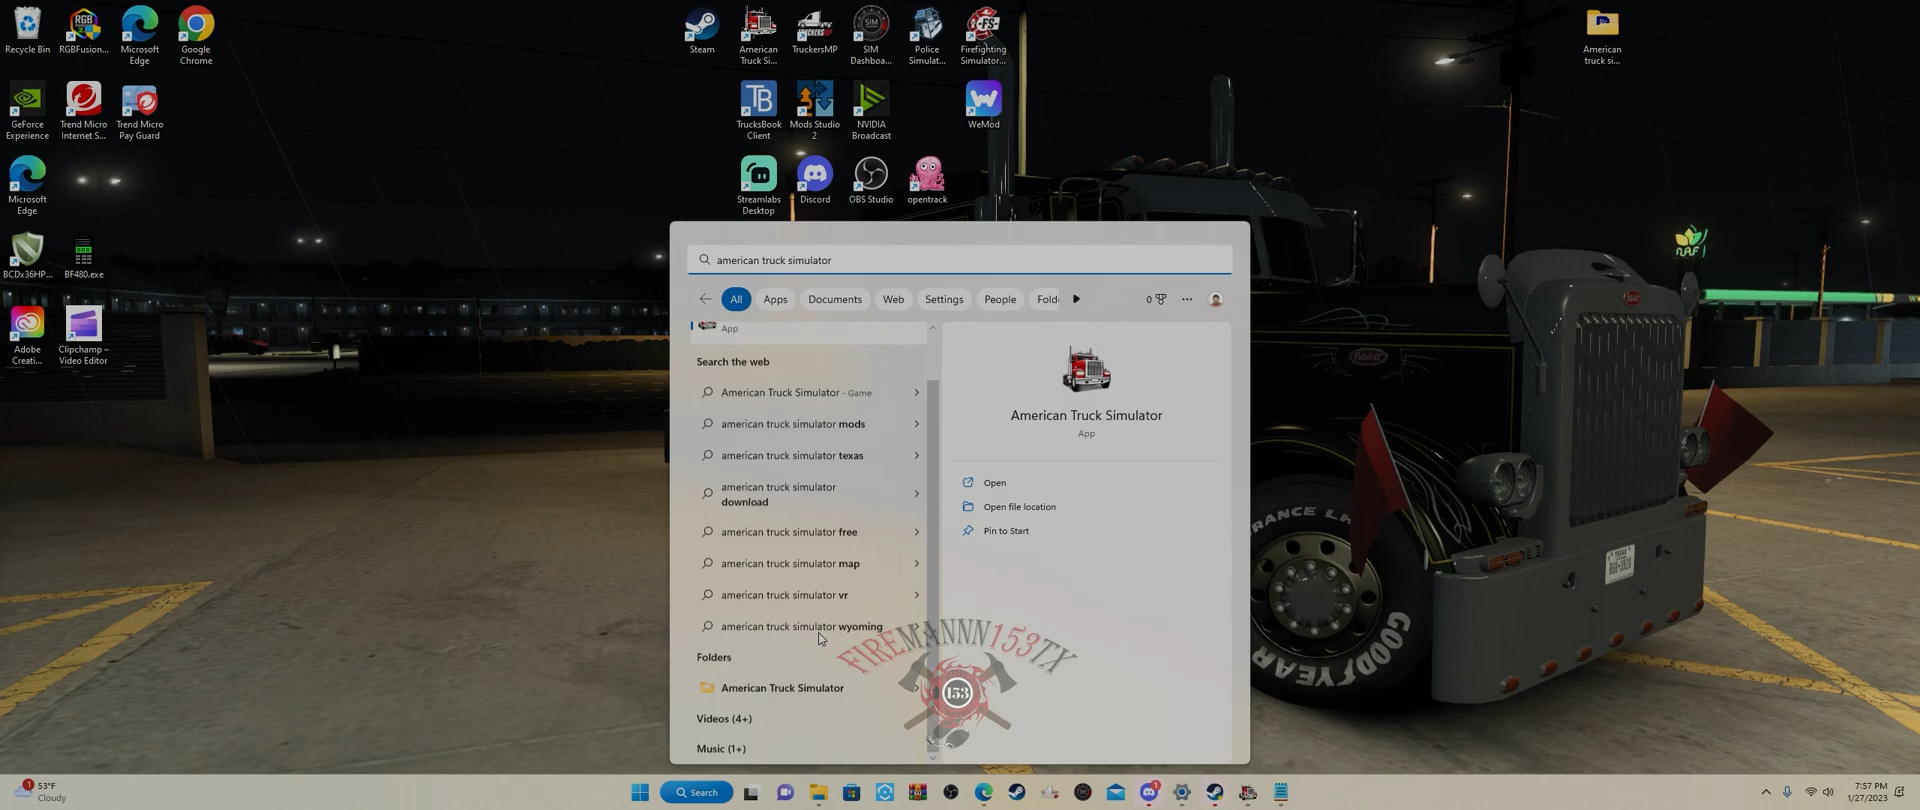 Recycle Bin
RGBFusion...
Microsoft
Edge
Google
Chrome
Steam
American
Truck Si...
TruckersMP
SIM
Dashboa...
Police
Simulat...
Firefighting
Simulator...
American
truck si...
GeForce
Experience
Trend Micro
Internet S...
Trend Micro
Pay Guard
TrucksBook
Client
Mods Studio
2
NVIDIA
Broadcast
WeMod
Microsoft
Edge
Streamlabs
Desktop
Discord
OBS Studio
opentrack
BCDx36HP...
BF480.exe
Adobe
Creati...
Clipchamp –
Video Editor
american truck simulator
All
Apps
Documents
Web
Settings
People
Folde
0
App
Search the web
American Truck Simulator - Game
american truck simulator mods
american truck simulator texas
american truck simulator
download
american truck simulator free
american truck simulator map
american truck simulator vr
american truck simulator wyoming
Folders
American Truck Simulator
Videos (4+)
Music (1+)
American Truck Simulator
App
Open
Open file location
Pin to Start
FIREMANNN153TX
153
GOODYEAR
TEXAS
1
53°F
Cloudy
Search
7:57 PM
1/27/2023